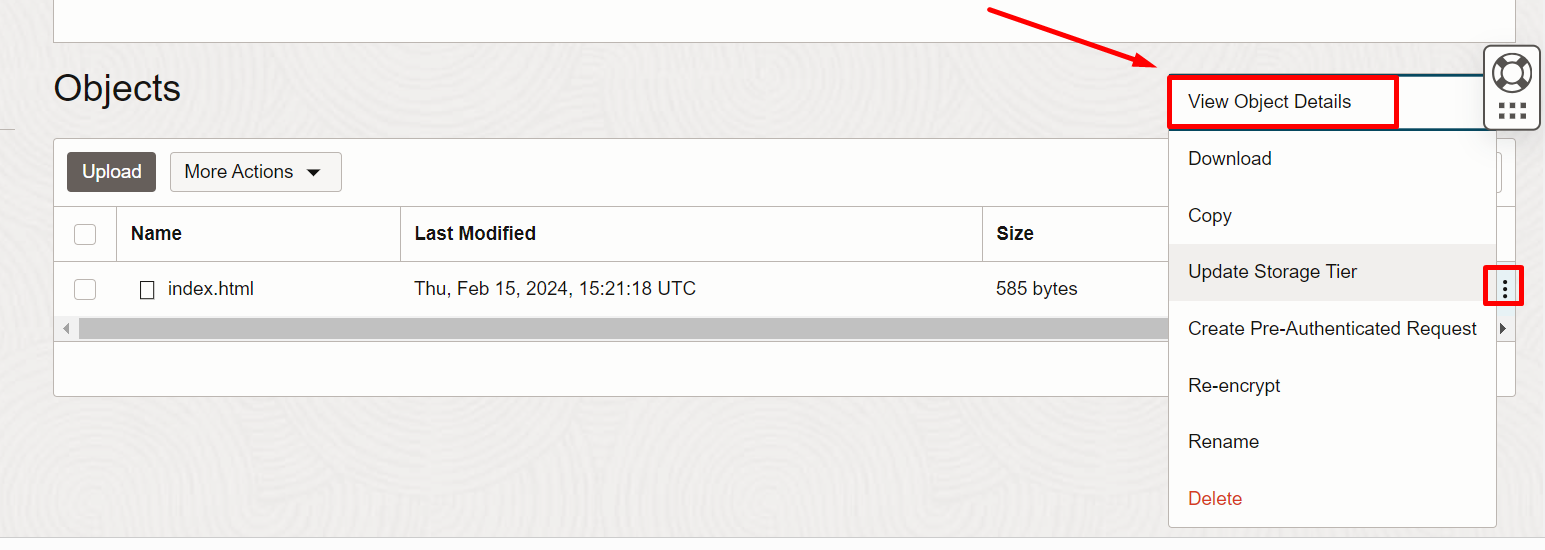 Objects
View Object Details
Upload
More Actions
Download
Copy
Name
Last Modified
Size
Update Storage Tier
index.html
Thu, Feb 15, 2024, 15:21:18 UTC
585 bytes
Create Pre-Authenticated Request
Re-encrypt
Rename
Delete